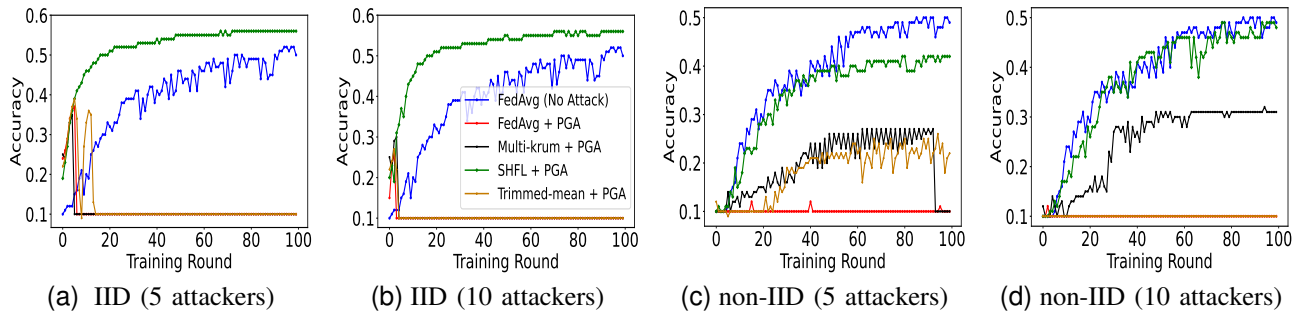 0.6
0.5
0.4
0.3
0.2
0.1
Accuracy
0 20 40 60 80 100
Training Round
(a) IID (5 attackers)
0.6
0.5
0.4
0.3
0.2
0.1
Accuracy
FedAvg (No Attack)
FedAvg + PGA
Multi-krum + PGA
SHFL + PGA
Trimmed-mean + PGA
0 20 40 60 80 100
Training Round
(b) IID (10 attackers)
0.5
0.4
0.3
0.2
0.1
Accuracy
0 20 40 60 80 100
Training Round
(c) non-IID (5 attackers)
0.5
0.4
0.3
0.2
0.1
Accuracy
0 20 40 60 80 100
Training Round
(d) non-IID (10 attackers)